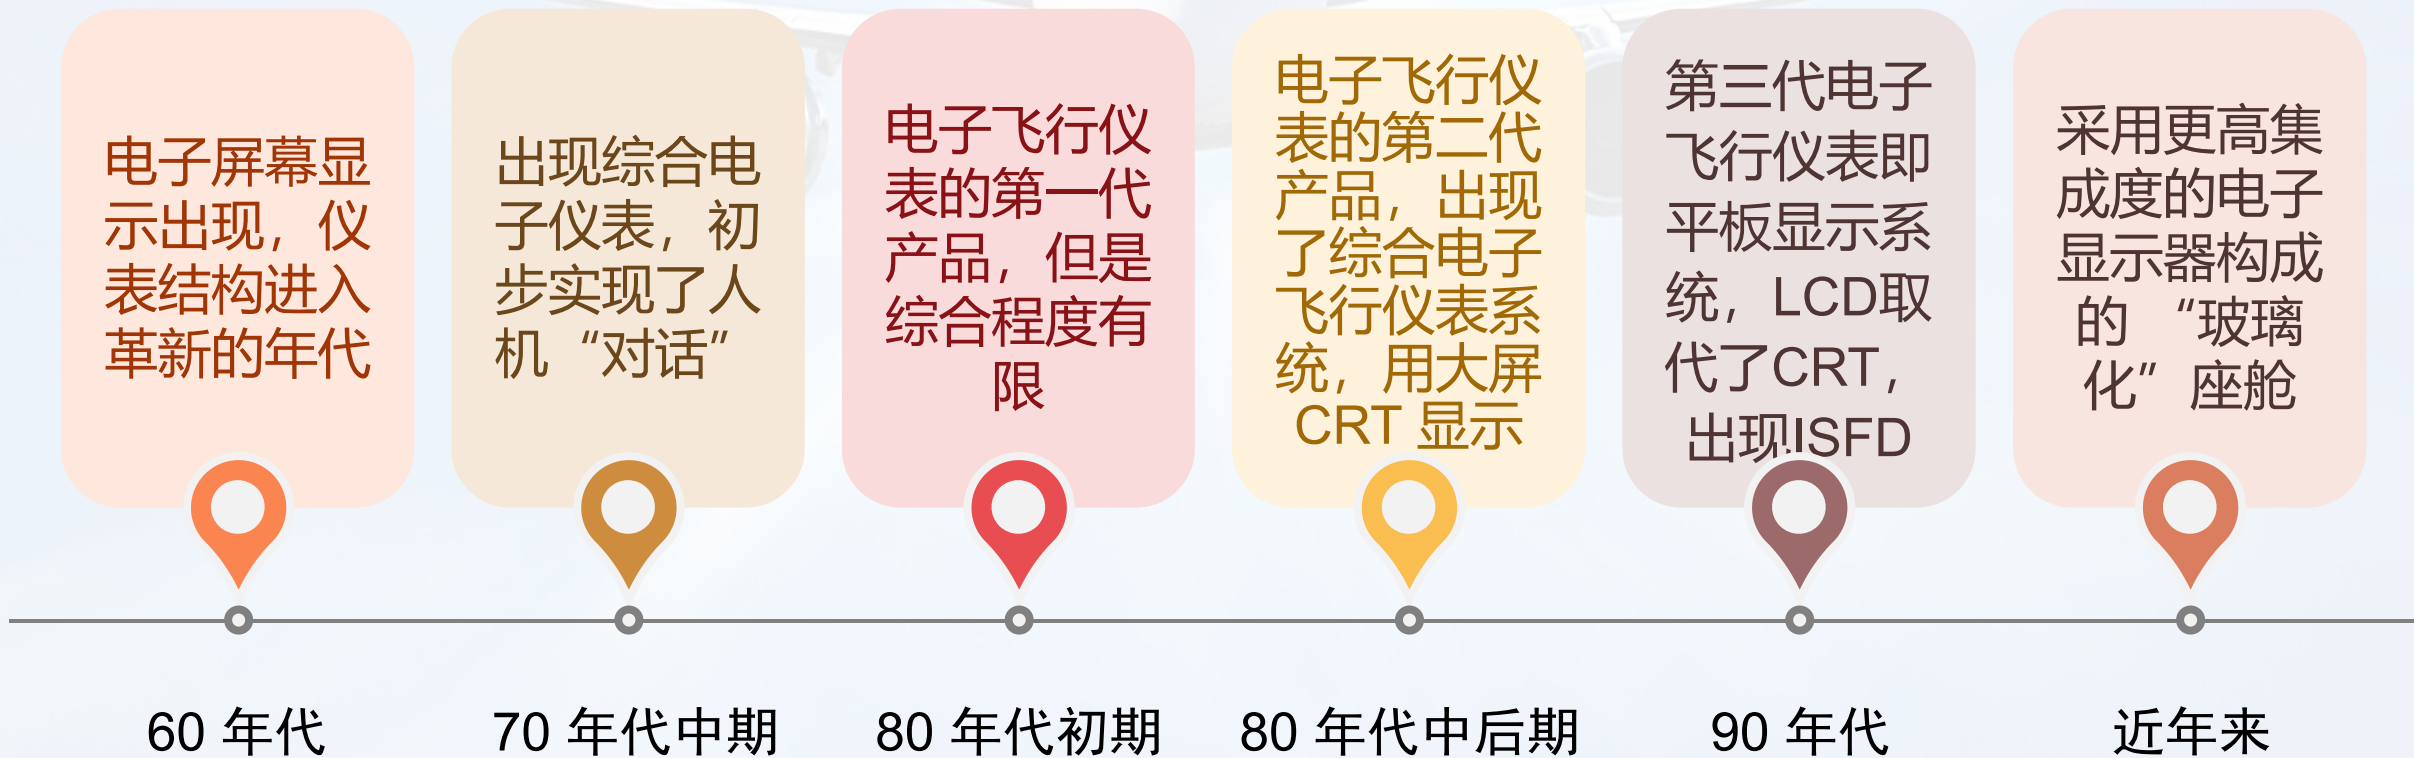 电子屏幕显
示出现，仪
表结构进入
革新的年代
出现综合电
子仪表，初
步实现了人
机“对话”
电子飞行仪
表的第一代
产品，但是
综合程度有
限
电子飞行仪
表的第二代
产品，出现
了综合电子
飞行仪表系
统，用大屏
CRT 显示
第三代电子
飞行仪表即
平板显示系
统，LCD取
代了CRT，
出现ISFD
采用更高集
成度的电子
显示器构成
的“玻璃
化”座舱
60 年代
70 年代中期
80 年代初期
80 年代中后期
90 年代
近年来